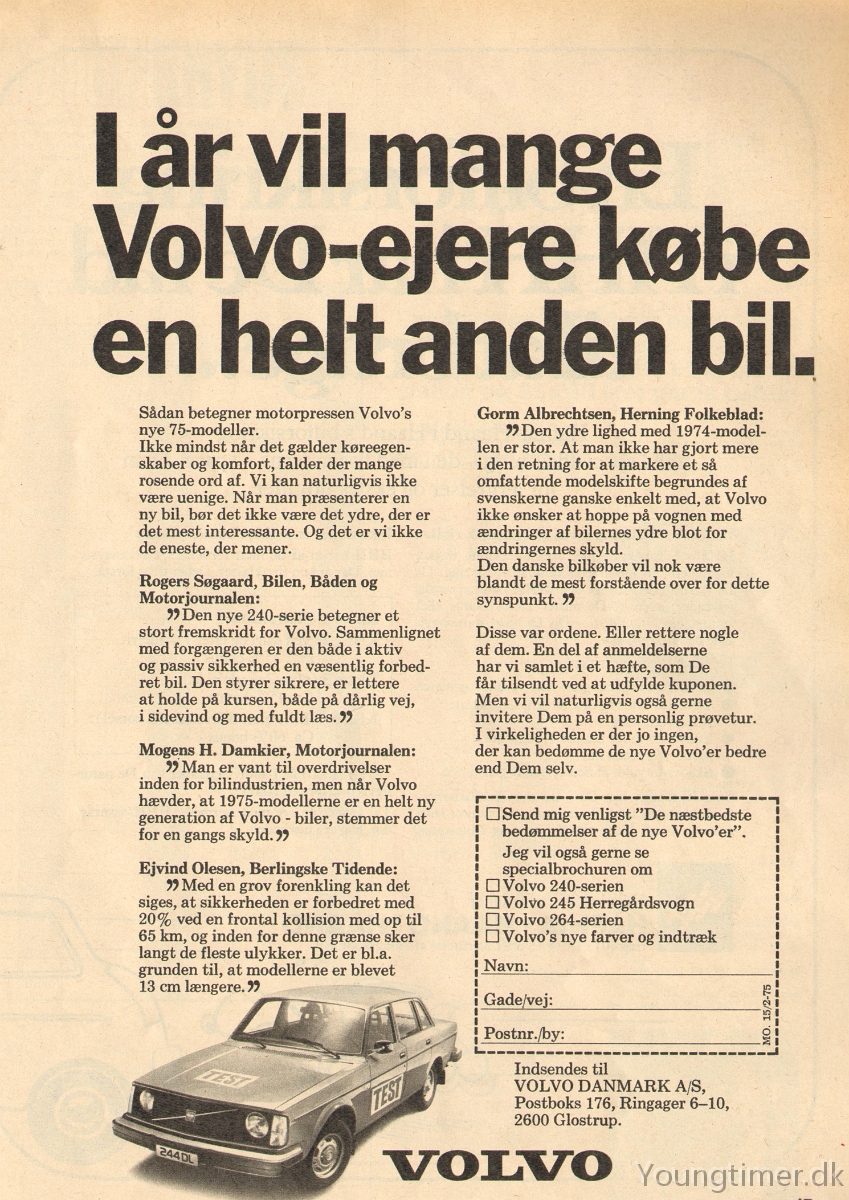 I år vil mange
Volvo-ejere købe
en helt anden bil.
Sådan betegner motorpressen Volvo's
nye 75-modeller.
Ikke mindst når det gælder køreegen-
skaber og komfort, falder der mange
rosende ord af. Vi kan naturligvis ikke
være uenige. Når man præsenterer en
ny bil, bør det ikke være det ydre, der er
det mest interessante. Og det er vi ikke
de eneste, der mener.
Rogers Søgaard, Bilen, Båden og
Motorjournalen:
”Den nye 240-serie betegner et
stort fremskridt for Volvo. Sammenlignet
med forgængeren er den både i aktiv
og passiv sikkerhed en væsentlig forbed-
ret bil. Den styrer sikrere, er lettere
at holde på kursen, både på dårlig vej,
i sidevind og med fuldt læs.”
Mogens H. Damkier, Motorjournalen:
”Man er vant til overdrivelser
inden for bilindustrien, men når Volvo
hævder, at 1975-modellerne er en helt ny
generation af Volvo - biler, stemmer det
for en gangs skyld.”
Ejvind Olesen, Berlingske Tidende:
”Med en grov forenkling kan det
siges, at sikkerheden er forbedret med
20% ved en frontal kollision med op til
65 km, og inden for denne grænse sker
langt de fleste ulykker. Det er bl.a.
grunden til, at modellerne er blevet
13 cm længere.”
Gorm Albrechtsen, Herning Folkeblad:
”Den ydre lighed med 1974-model-
len er stor. At man ikke har gjort mere
i den retning for at markere et så
omfattende modelskifte begrundes af
svenskerne ganske enkelt med, at Volvo
ikke ønsker at hoppe på vognen med
ændringer af bilernes ydre blot for
ændringernes skyld.
Den danske bilkøber vil nok være
blandt de mest forstående over for dette
synspunkt.”
Disse var ordene. Eller rettere nogle
af dem. En del af anmeldelserne
har vi samlet i et hæfte, som De
får tilsendt ved at udfylde kuponen.
Men vi vil naturligvis også gerne
invitere Dem på en personlig prøvetur.
I virkeligheden er der jo ingen,
der kan bedømme de nye Volvo'er bedre
end Dem selv.
Send mig venligst ”De næstbedste
bedømmelser af de nye Volvo'er”.
Jeg vil også gerne se
specialbrochuren om
Volvo 240-serien
Volvo 245 Herregårdsvogn
Volvo 264-serien
Volvo's nye farver og indtræk
Navn:
Gade/vej:
Postnr./by:
MO. 15/2-75
Indsendes til
VOLVO DANMARK A/S,
Postboks 176, Ringager 6–10,
2600 Glostrup.
TEST
TEST
244 DL
VOLVO
Youngtimer.dk